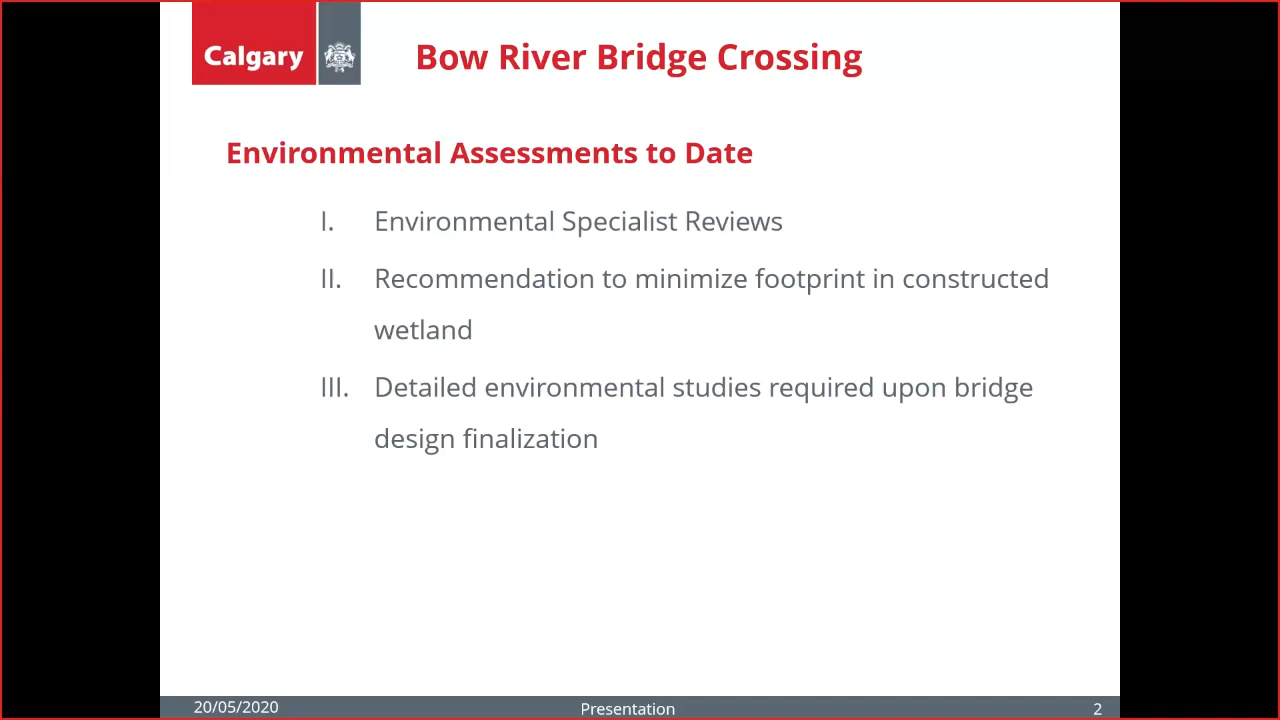 Calgary
Bow River Bridge Crossing
Environmental Assessments to Date
I. Environmental Specialist Reviews
II. Recommendation to minimize footprint in constructed
wetland
III. Detailed environmental studies required upon bridge
design finalization
20/05/2020 Presentation 2